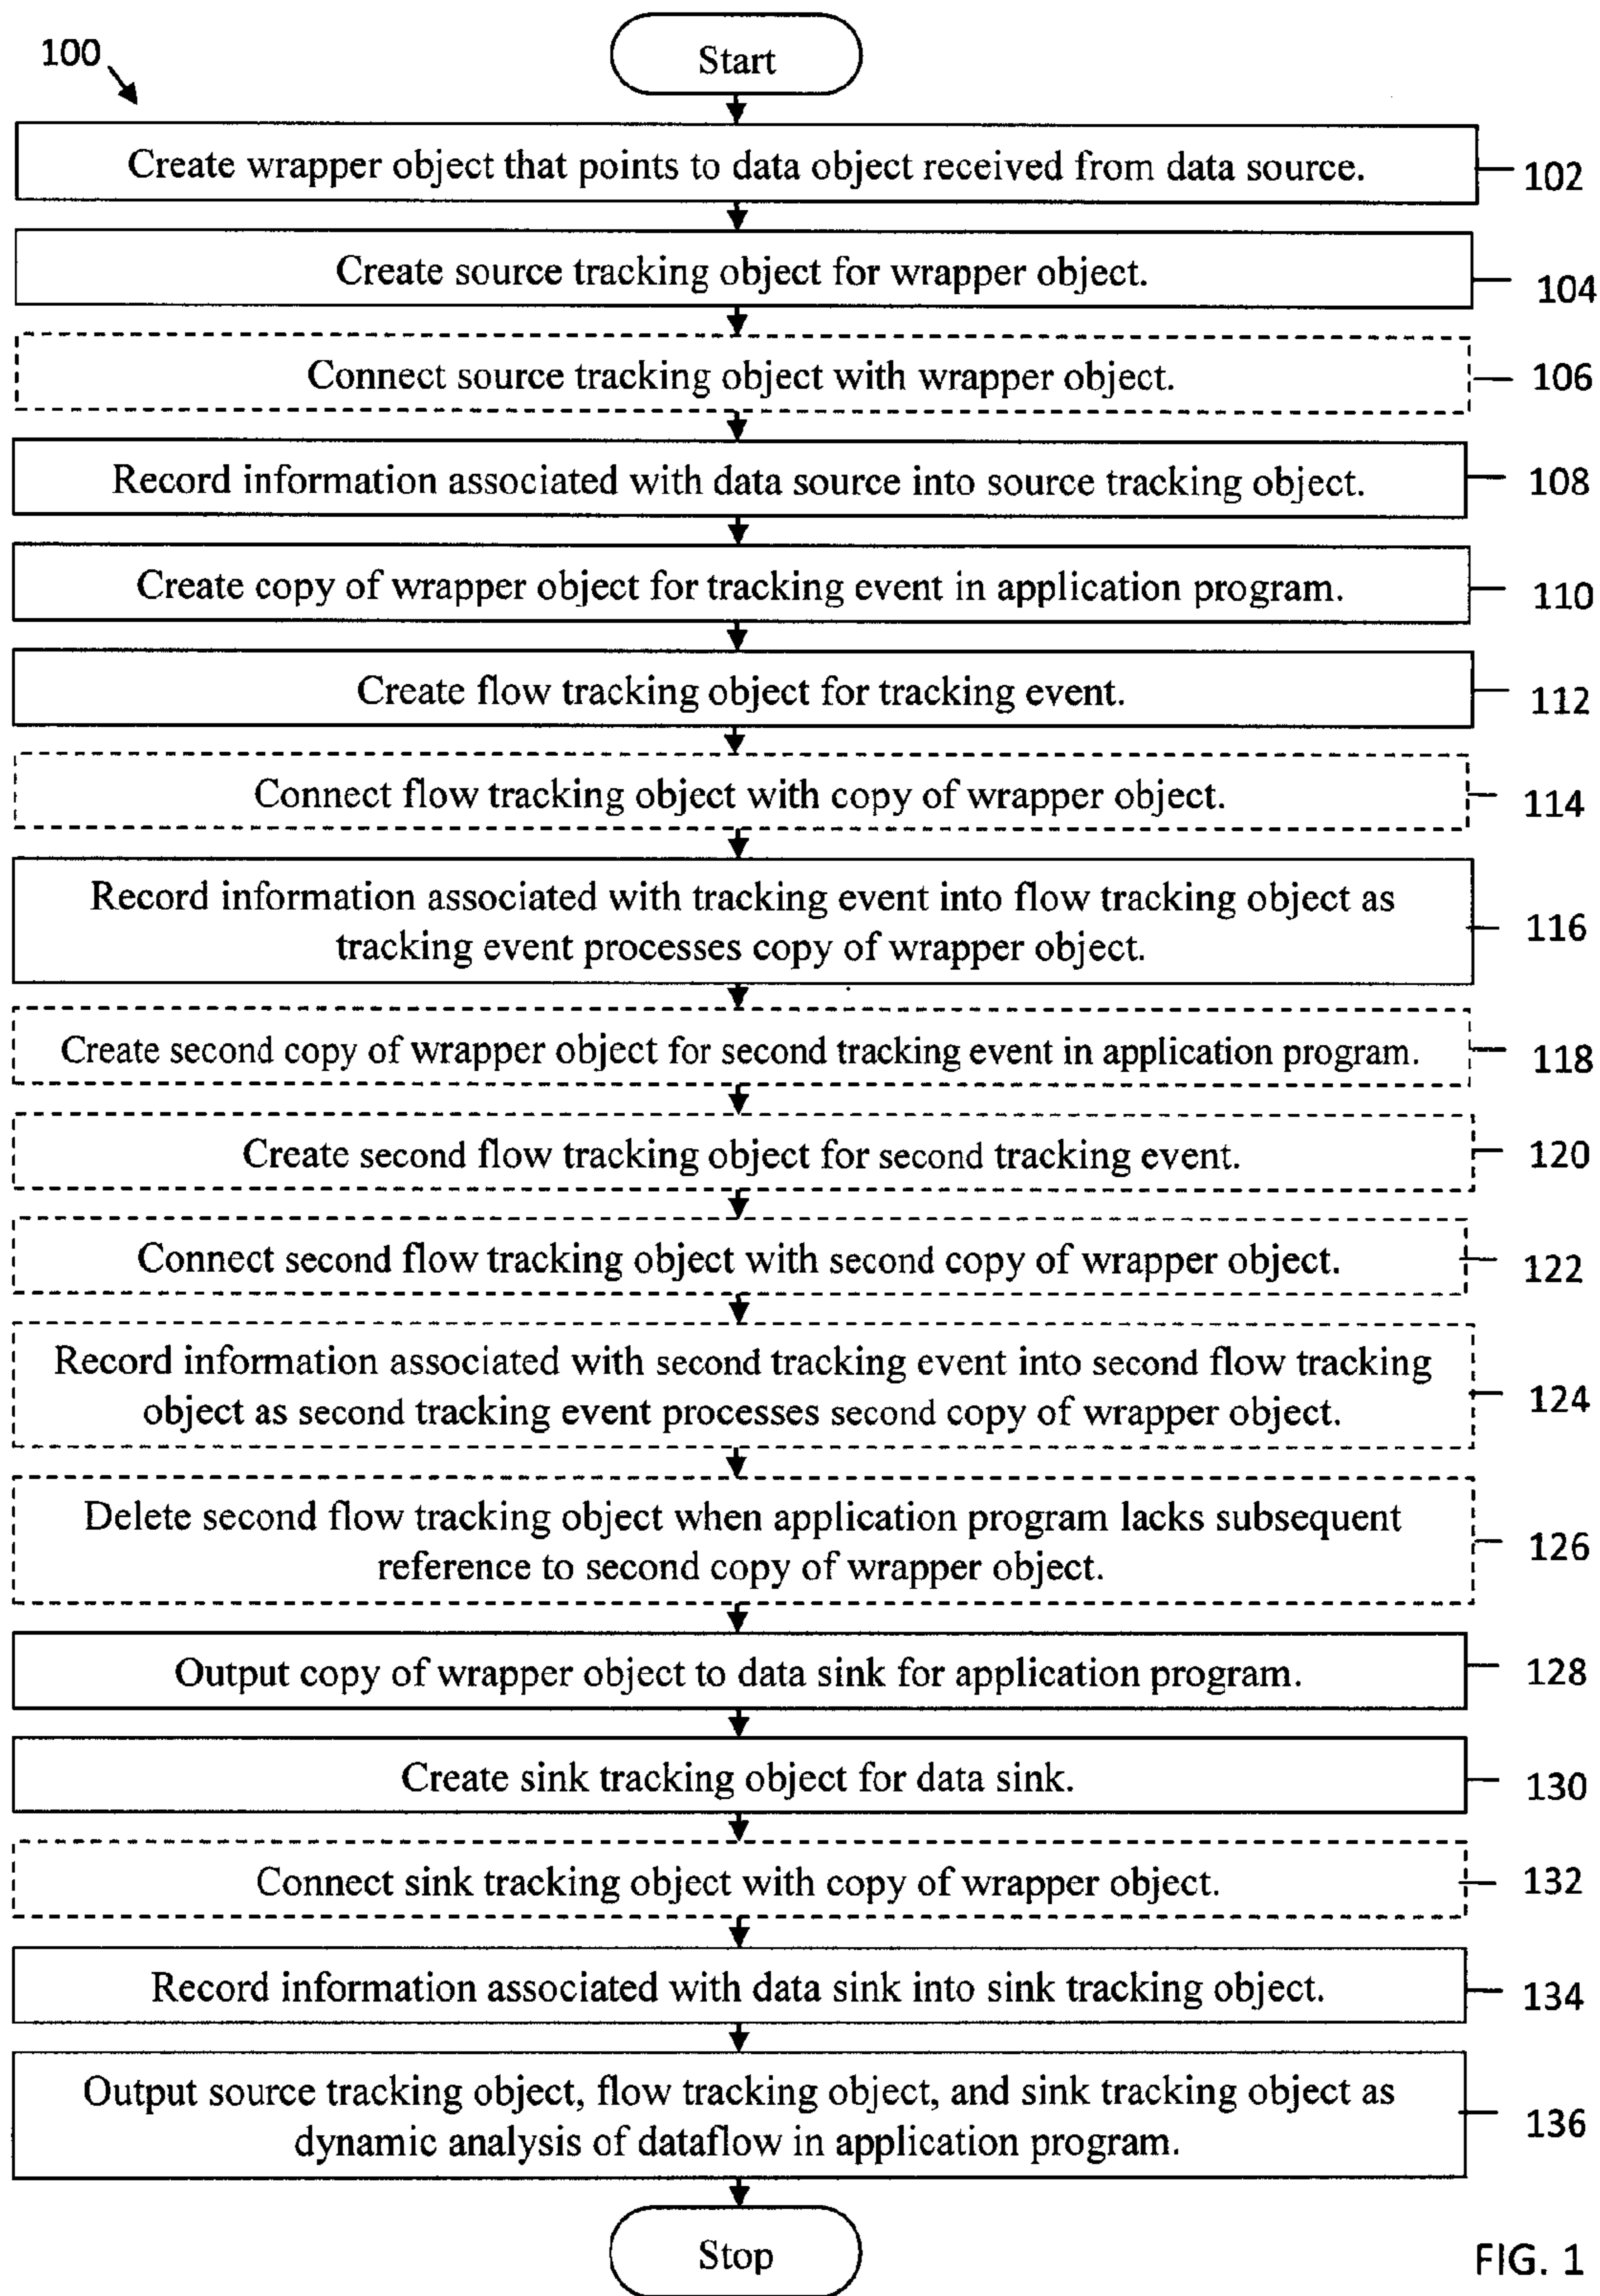 100
Start
Create wrapper object that points to data object received from data source.
102
Create source tracking object for wrapper object.
104
Connect source tracking object with wrapper object.
106
Record information associated with data source into source tracking object.
108
Create copy of wrapper object for tracking event in application program.
110
Create flow tracking object for tracking event.
112
Connect flow tracking object with copy of wrapper object.
114
Record information associated with tracking event into flow tracking object as
tracking event processes copy of wrapper object.
116
Create second copy of wrapper object for second tracking event in application program.
118
Create second flow tracking object for second tracking event.
120
Connect second flow tracking object with second copy of wrapper object.
122
Record information associated with second tracking event into second flow tracking
object as second tracking event processes second copy of wrapper object.
124
Delete second flow tracking object when application program lacks subsequent
reference to second copy of wrapper object.
126
Output copy of wrapper object to data sink for application program.
128
Create sink tracking object for data sink.
130
Connect sink tracking object with copy of wrapper object.
132
Record information associated with data sink into sink tracking object.
134
Output source tracking object, flow tracking object, and sink tracking object as
dynamic analysis of dataflow in application program.
136
Stop
FIG. 1